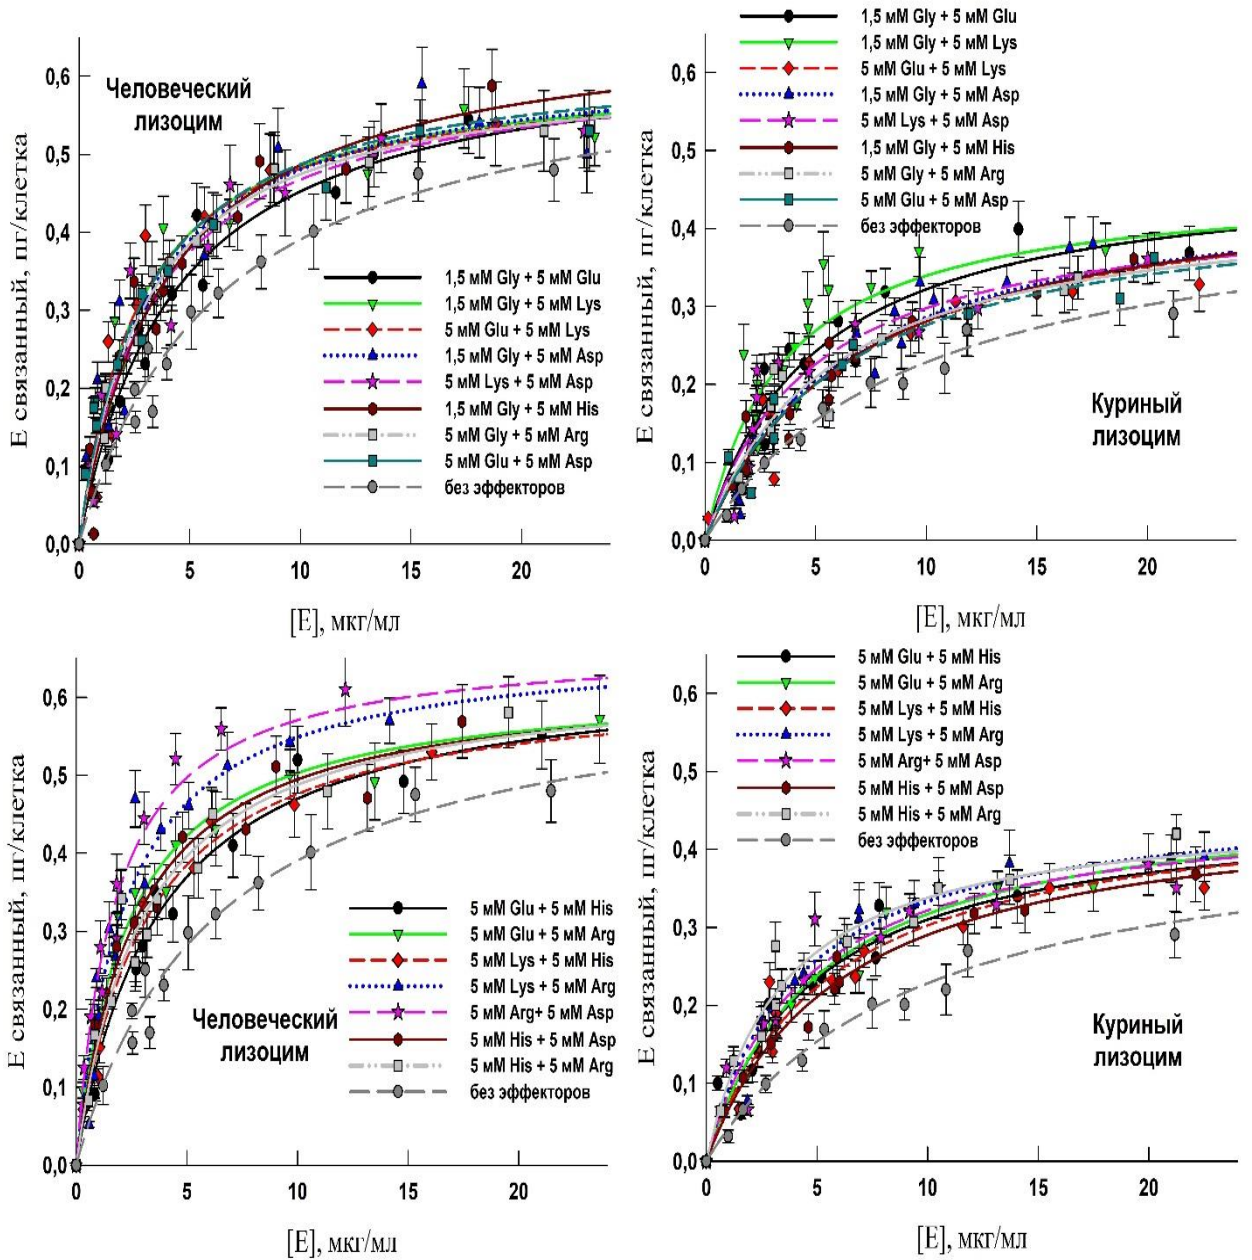 Человеческий
лизоцим
1,5 мМ Gly + 5 мМ Glu
1,5 мМ Gly + 5 мМ Lys
5 мМ Glu + 5 мМ Lys
1,5 мМ Gly + 5 мМ Asp
5 мМ Lys + 5 мМ Asp
1,5 мМ Gly + 5 мМ His
5 мМ Gly + 5 мМ Arg
5 мМ Glu + 5 мМ Asp
без эффекторов
E связанный, пг/клетка
0,6
0,5
0,4
0,3
0,2
0,1
0,0
0 5 10 15 20
[E], мкг/мл
1,5 мМ Gly + 5 мМ Glu
1,5 мМ Gly + 5 мМ Lys
5 мМ Glu + 5 мМ Lys
1,5 мМ Gly + 5 мМ Asp
5 мМ Lys + 5 мМ Asp
1,5 мМ Gly + 5 мМ His
5 мМ Gly + 5 мМ Arg
5 мМ Glu + 5 мМ Asp
без эффекторов
Куриный
лизоцим
E связанный, пг/клетка
0,6
0,5
0,4
0,3
0,2
0,1
0,0
0 5 10 15 20
[E], мкг/мл
5 мМ Glu + 5 мМ His
5 мМ Glu + 5 мМ Arg
5 мМ Lys + 5 мМ His
5 мМ Lys + 5 мМ Arg
5 мМ Arg+ 5 мМ Asp
5 мМ His + 5 мМ Asp
5 мМ His + 5 мМ Arg
без эффекторов
Человеческий
лизоцим
E связанный, пг/клетка
0,6
0,5
0,4
0,3
0,2
0,1
0,0
0 5 10 15 20
[E], мкг/мл
5 мМ Glu + 5 мМ His
5 мМ Glu + 5 мМ Arg
5 мМ Lys + 5 мМ His
5 мМ Lys + 5 мМ Arg
5 мМ Arg+ 5 мМ Asp
5 мМ His + 5 мМ Asp
5 мМ His + 5 мМ Arg
без эффекторов
Куриный
лизоцим
E связанный, пг/клетка
0,6
0,5
0,4
0,3
0,2
0,1
0,0
0 5 10 15 20
[E], мкг/мл